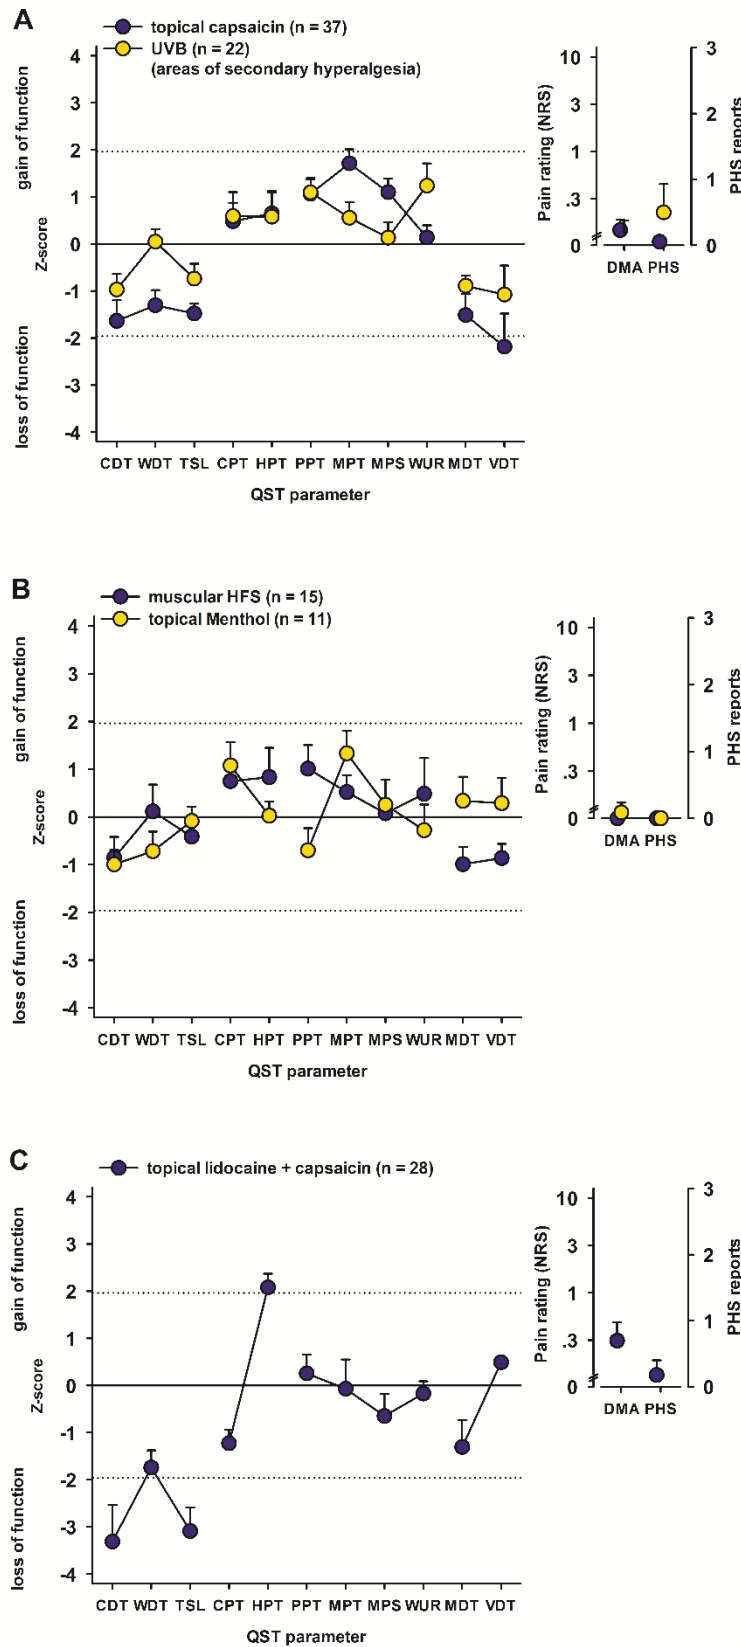 A
topical capsaicin (n = 37)
UVB (n = 22)
(areas of secondary hyperalgesia)
gain of function
Z-score
loss of function
4
3
2
1
0
-1
-2
-3
-4
CDT WDT TSL CPT HPT PPT MPT MPS WUR MDT VDT
QST parameter
Pain rating (NRS)
10
3
1
.3
0
DMA PHS
3
2
1
0
PHS reports
B
muscular HFS (n = 15)
topical Menthol (n = 11)
gain of function
Z-score
loss of function
4
3
2
1
0
-1
-2
-3
-4
CDT WDT TSL CPT HPT PPT MPT MPS WUR MDT VDT
QST parameter
Pain rating (NRS)
10
3
1
.3
0
DMA PHS
3
2
1
0
PHS reports
C
topical lidocaine + capsaicin (n = 28)
gain of function
Z-score
loss of function
4
3
2
1
0
-1
-2
-3
-4
CDT WDT TSL CPT HPT PPT MPT MPS WUR MDT VDT
QST parameter
Pain rating (NRS)
10
3
1
.3
0
DMA PHS
3
2
1
0
PHS reports